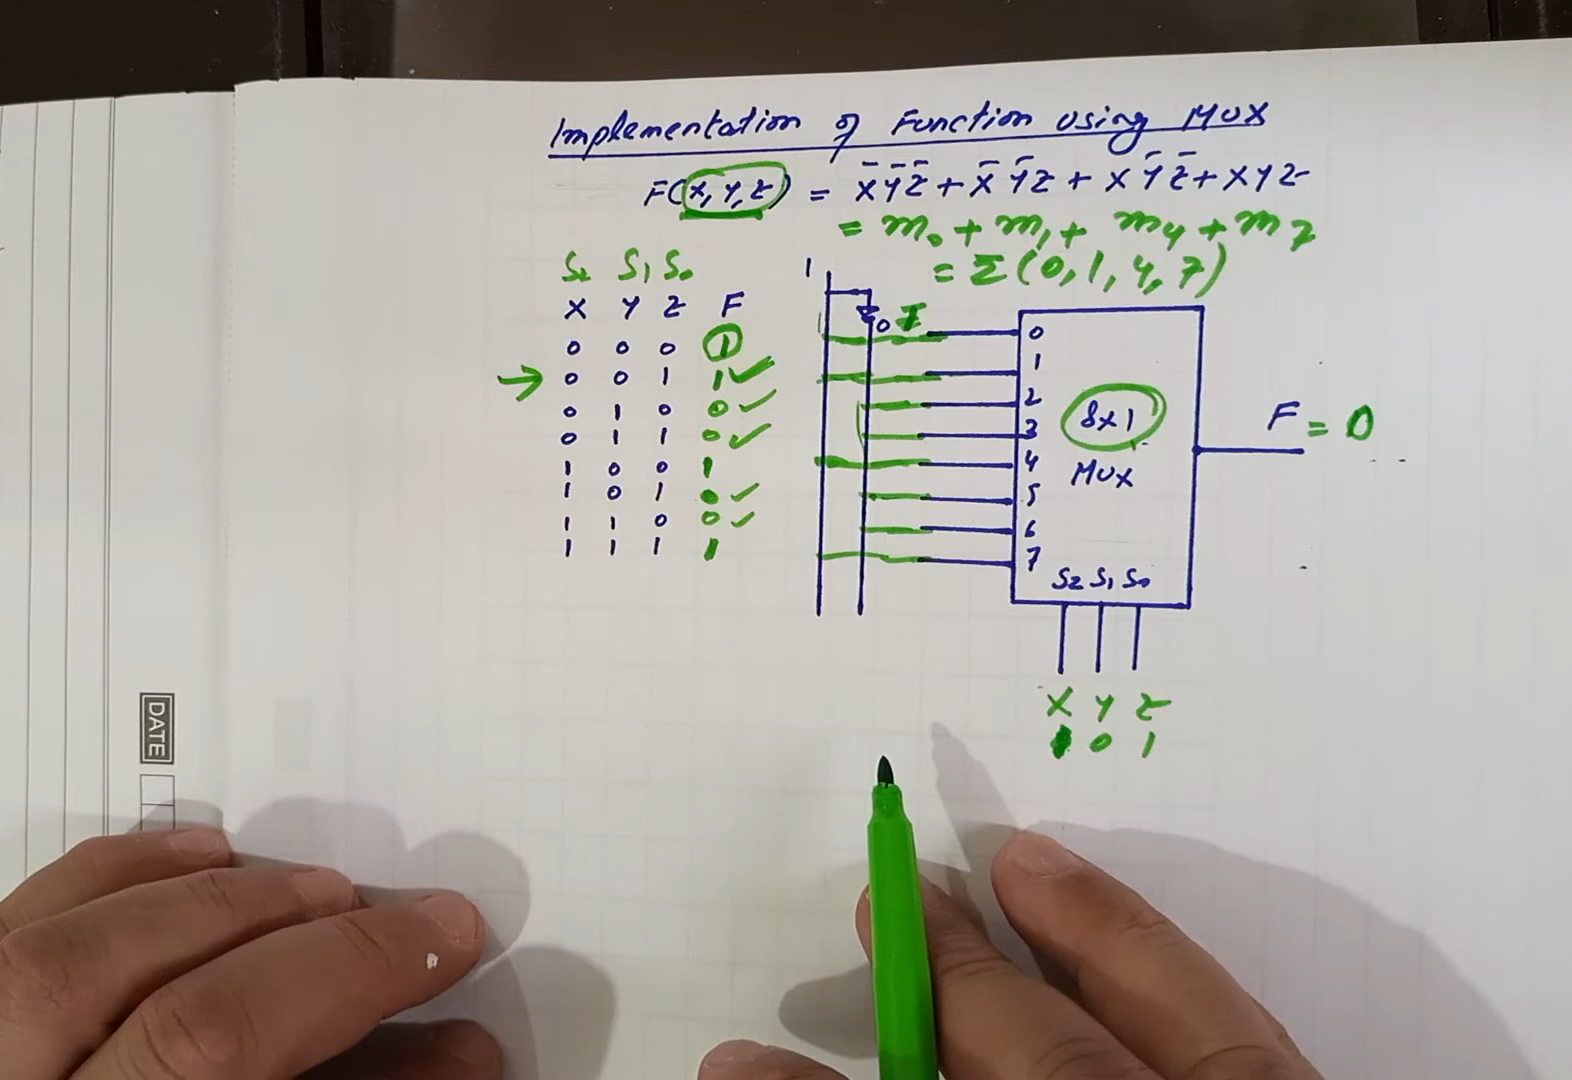 Implementation of Function using MUX
F(X,Y,Z) = X̄ȲZ̄ + X̄ȲZ + XȲZ̄ + XYZ
= m₀ + m₁ + m₄ + m₇
= Σ(0,1,4,7)
S₂ S₁ S₀
X Y Z F
0 0 0 1
→ 0 0 1 1 ✓
0 1 0 0 ✓
0 1 1 0 ✓
1 0 0 1
1 0 1 0 ✓
1 1 0 0 ✓
1 1 1 1
1
0 I
0
1
2
3
4
5
6
7
8x1
MUX
S₂ S₁ S₀
F = 0
X Y Z
0 1
DATE